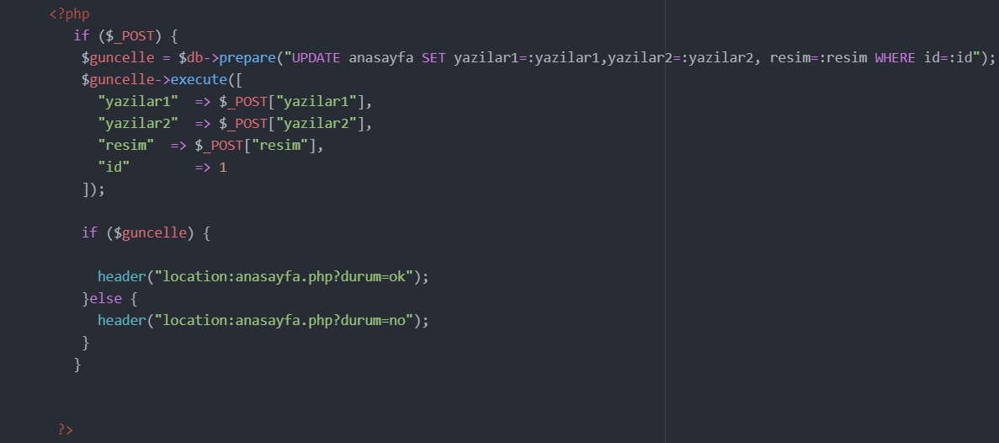 <?php
if ($_POST) {
$guncelle = $db->prepare("UPDATE anasayfa SET yazilar1=:yazilar1,yazilar2=:yazilar2, resim=:resim WHERE id=:id");
$guncelle->execute([
"yazilar1" => $_POST["yazilar1"],
"yazilar2" => $_POST["yazilar2"],
"resim" => $_POST["resim"],
"id" => 1
]);
if ($guncelle) {
header("location:anasayfa.php?durum=ok");
}else {
header("location:anasayfa.php?durum=no");
}
}
?>